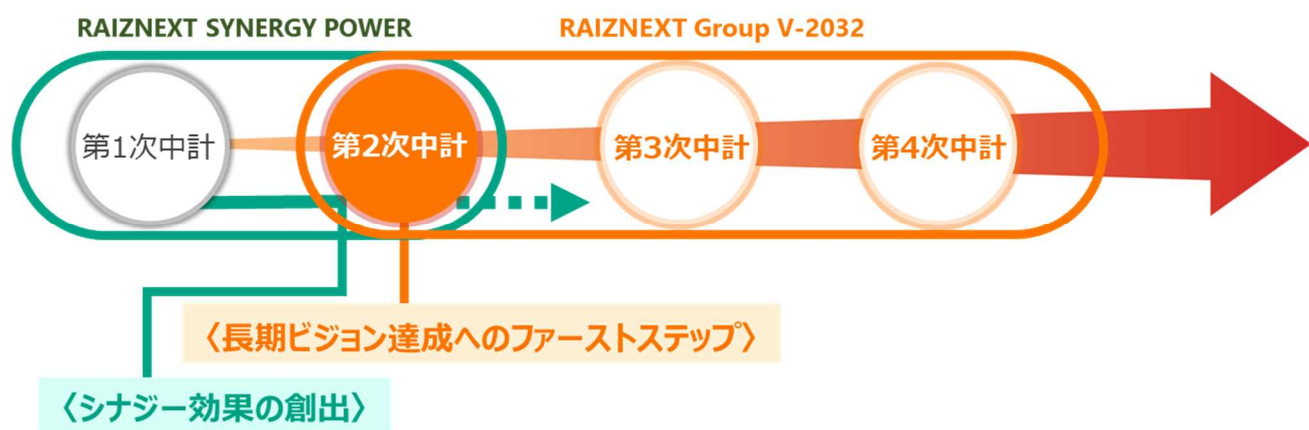 RAIZNEXT SYNERGY POWER
RAIZNEXT Group V-2032
第1次中計
第2次中計
第3次中計
第4次中計
〈長期ビジョン達成へのファーストステップ〉
〈シナジー効果の創出〉